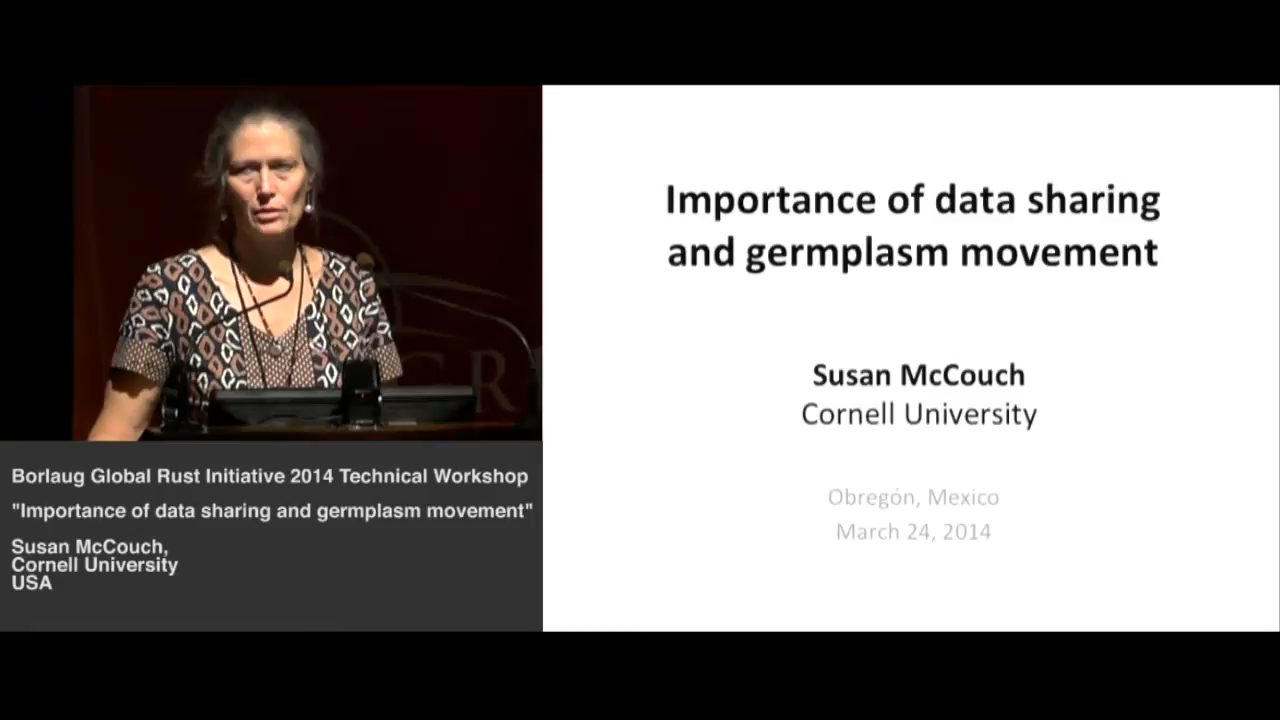 Importance of data sharing
and germplasm movement
Susan McCouch
Cornell University
Obregón, Mexico
March 24, 2014
Borlaug Global Rust Initiative 2014 Technical Workshop
"Importance of data sharing and germplasm movement"
Susan McCouch,
Cornell University
USA